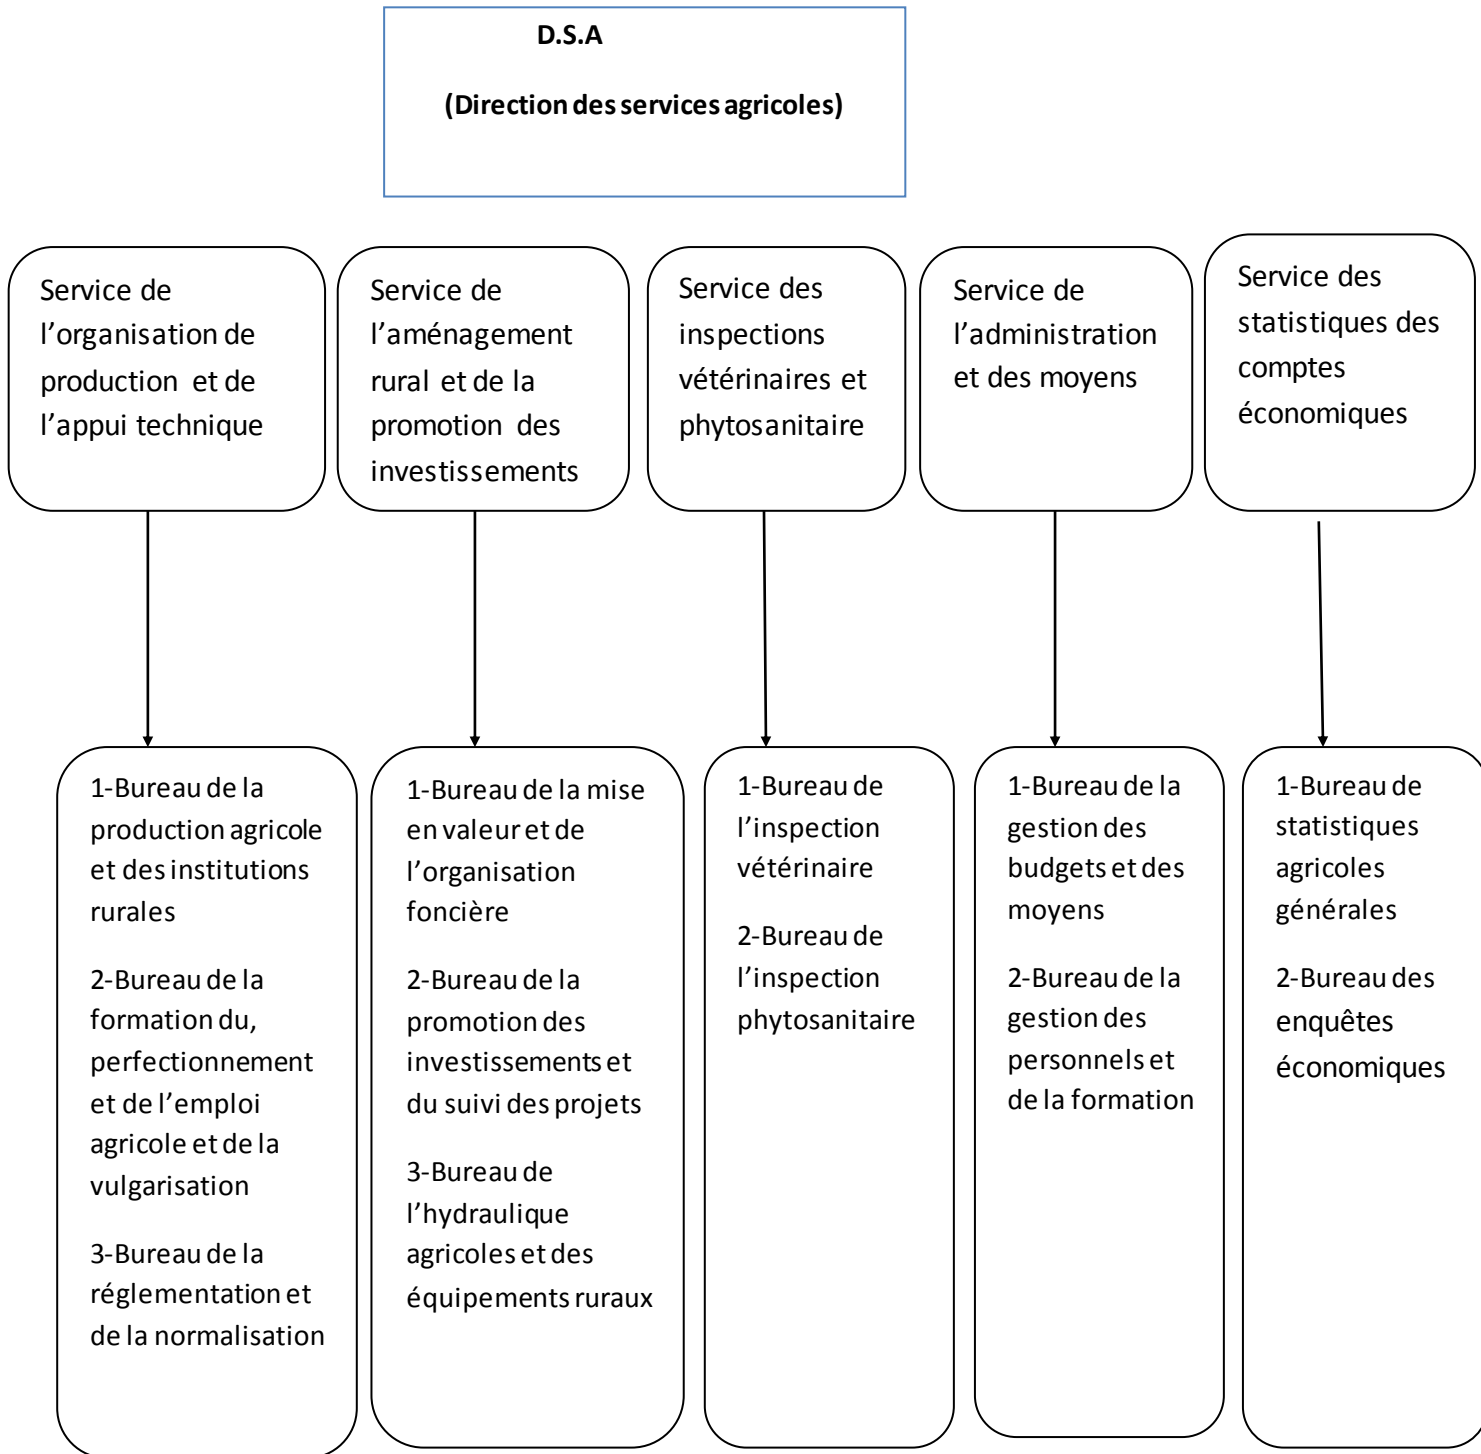 D.S.A
(Direction des services agricoles)
Service de
l’organisation de
production et de
l’appui technique
Service de
l’aménagement
rural et de la
promotion des
investissements
Service des
inspections
vétérinaires et
phytosanitaire
Service de
l’administration
et des moyens
Service des
statistiques des
comptes
économiques
1-Bureau de la
production agricole
et des institutions
rurales
2-Bureau de la
formation du,
perfectionnement
et de l’emploi
agricole et de la
vulgarisation
3-Bureau de la
réglementation et
de la normalisation
1-Bureau de la mise
en valeur et de
l’organisation
foncière
2-Bureau de la
promotion des
investissements et
du suivi des projets
3-Bureau de
l’hydraulique
agricoles et des
équipements ruraux
1-Bureau de
l’inspection
vétérinaire
2-Bureau de
l’inspection
phytosanitaire
1-Bureau de la
gestion des
budgets et des
moyens
2-Bureau de la
gestion des
personnels et
de la formation
1-Bureau de
statistiques
agricoles
générales
2-Bureau des
enquêtes
économiques